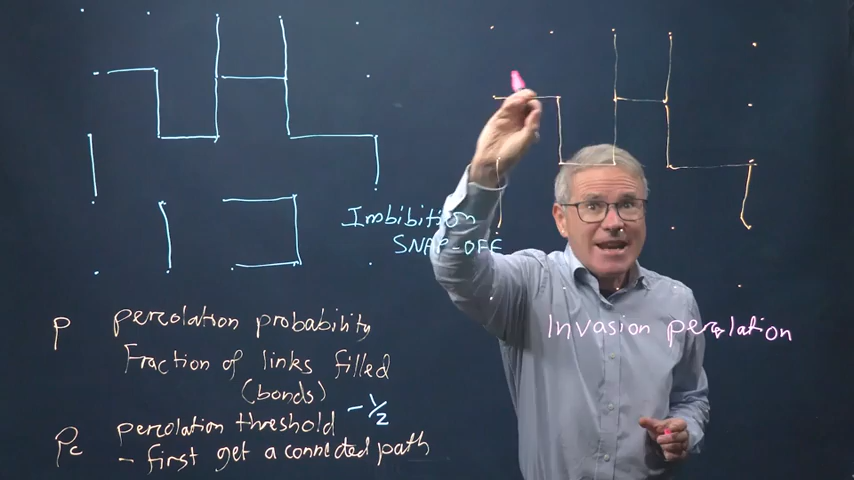 Imbibition
SNAP-OFF
p percolation probability
Fraction of links filled
(bonds)
Pc percolation threshold - 1/2
- first get a connected path
Invasion percolation